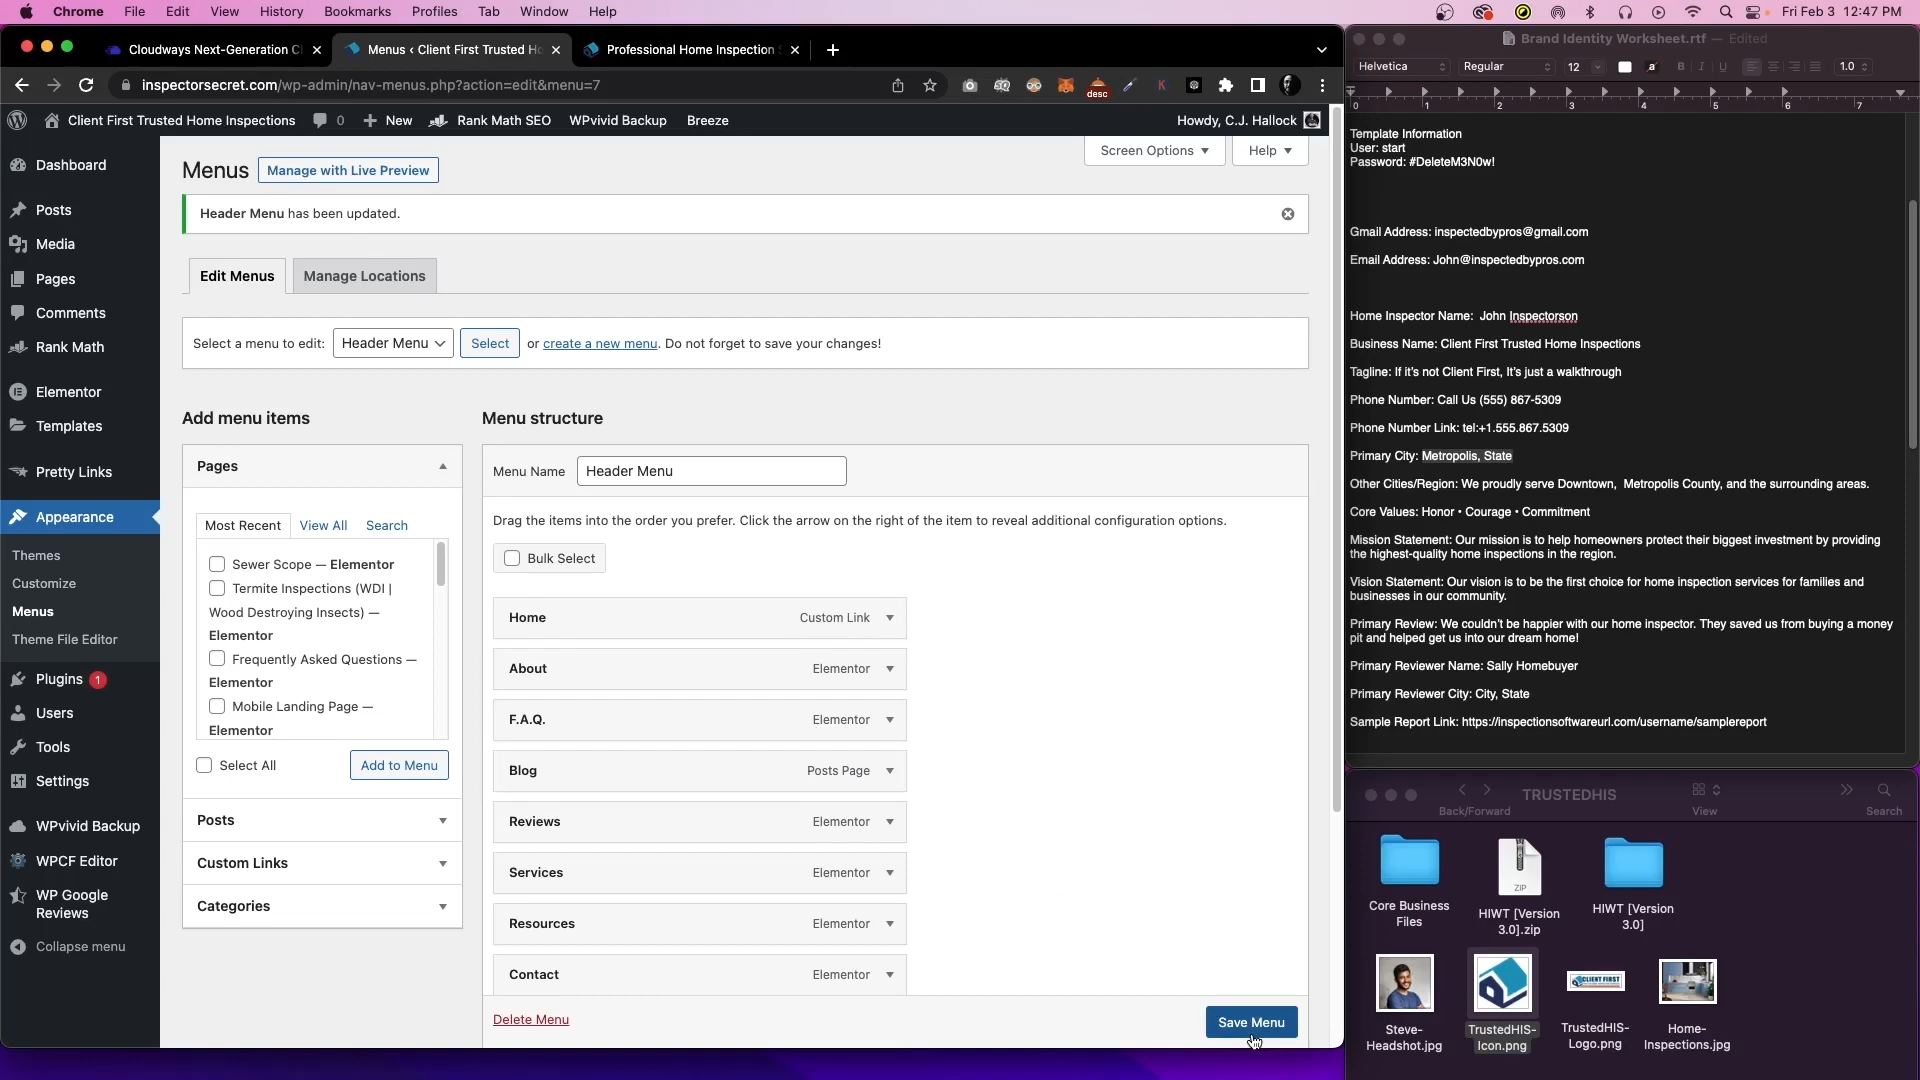 Chrome File Edit View History Bookmarks Profiles Tab Window Help
Fri Feb 3 12:47 PM
Cloudways Next-Generation C
Menus ‹ Client First Trusted Ho
Professional Home Inspection S
inspectorsecret.com/wp-admin/nav-menus.php?action=edit&menu=7
desc
Client First Trusted Home Inspections 0 New Rank Math SEO WPvivid Backup Breeze
Howdy, C.J. Hallock
Dashboard
Posts
Media
Pages
Comments
Rank Math
Elementor
Templates
Pretty Links
Appearance
Themes
Customize
Menus
Theme File Editor
Plugins 1
Users
Tools
Settings
WPvivid Backup
WPCF Editor
WP Google
Reviews
Collapse menu
Screen Options
Help
Menus
Manage with Live Preview
Header Menu has been updated.
Edit Menus
Manage Locations
Select a menu to edit: Header Menu Select or create a new menu. Do not forget to save your changes!
Add menu items
Pages
Most Recent View All Search
Sewer Scope — Elementor
Termite Inspections (WDI |
Wood Destroying Insects) —
Elementor
Frequently Asked Questions —
Elementor
Mobile Landing Page —
Elementor
Select All
Add to Menu
Posts
Custom Links
Categories
Menu structure
Menu Name Header Menu
Drag the items into the order you prefer. Click the arrow on the right of the item to reveal additional configuration options.
Bulk Select
Home Custom Link
About Elementor
F.A.Q. Elementor
Blog Posts Page
Reviews Elementor
Services Elementor
Resources Elementor
Contact Elementor
Delete Menu
Save Menu
Brand Identity Worksheet.rtf — Edited
Helvetica Regular 12 a B I U 1.0
0 1 2 3 4 5 6 7
Template Information
User: start
Password: #DeleteM3N0w!
Gmail Address: inspectedbypros@gmail.com
Email Address: John@inspectedbypros.com
Home Inspector Name: John Inspectorson
Business Name: Client First Trusted Home Inspections
Tagline: If it's not Client First, It's just a walkthrough
Phone Number: Call Us (555) 867-5309
Phone Number Link: tel:+1.555.867.5309
Primary City: Metropolis, State
Other Cities/Region: We proudly serve Downtown, Metropolis County, and the surrounding areas.
Core Values: Honor • Courage • Commitment
Mission Statement: Our mission is to help homeowners protect their biggest investment by providing
the highest-quality home inspections in the region.
Vision Statement: Our vision is to be the first choice for home inspection services for families and
businesses in our community.
Primary Review: We couldn't be happier with our home inspector. They saved us from buying a money
pit and helped get us into our dream home!
Primary Reviewer Name: Sally Homebuyer
Primary Reviewer City: City, State
Sample Report Link: https://inspectionsoftwareurl.com/username/samplereport
TRUSTEDHIS
Back/Forward View Search
Core Business
Files
ZIP
HIWT [Version
3.0].zip
HIWT [Version
3.0]
Steve-
Headshot.jpg
TrustedHIS-
Icon.png
CLIENT FIRST
TrustedHIS-
Logo.png
Home-
Inspections.jpg